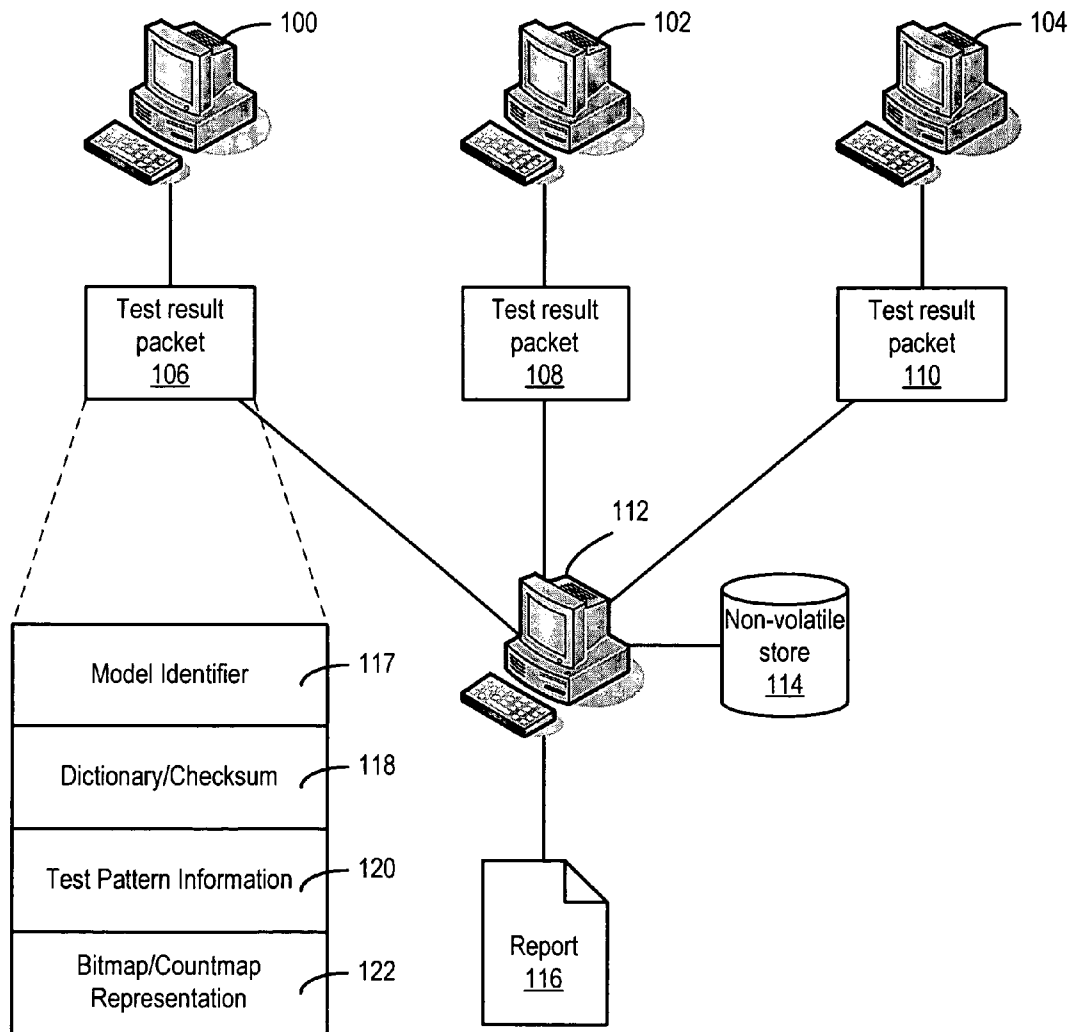 100
102
104
Test result
packet
106
Test result
packet
108
Test result
packet
110
112
Non-volatile
store
114
Model Identifier
117
Dictionary/Checksum
118
Test Pattern Information
120
Bitmap/Countmap
Representation
122
Report
116